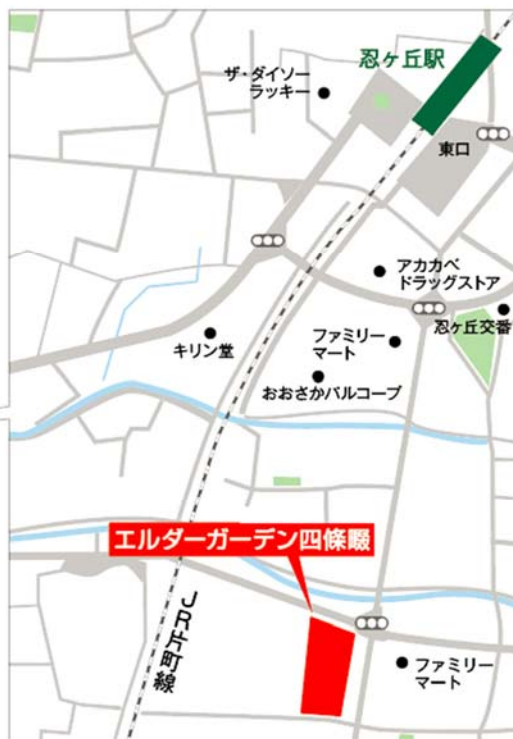 忍ヶ丘駅
ザ・ダイソー
ラッキー
東口
アカカベ
ドラッグストア
忍ヶ丘交番
キリン堂
ファミリー
マート
おおさかパルコープ
エルダーガーデン四條畷
JR片町線
ファミリー
マート